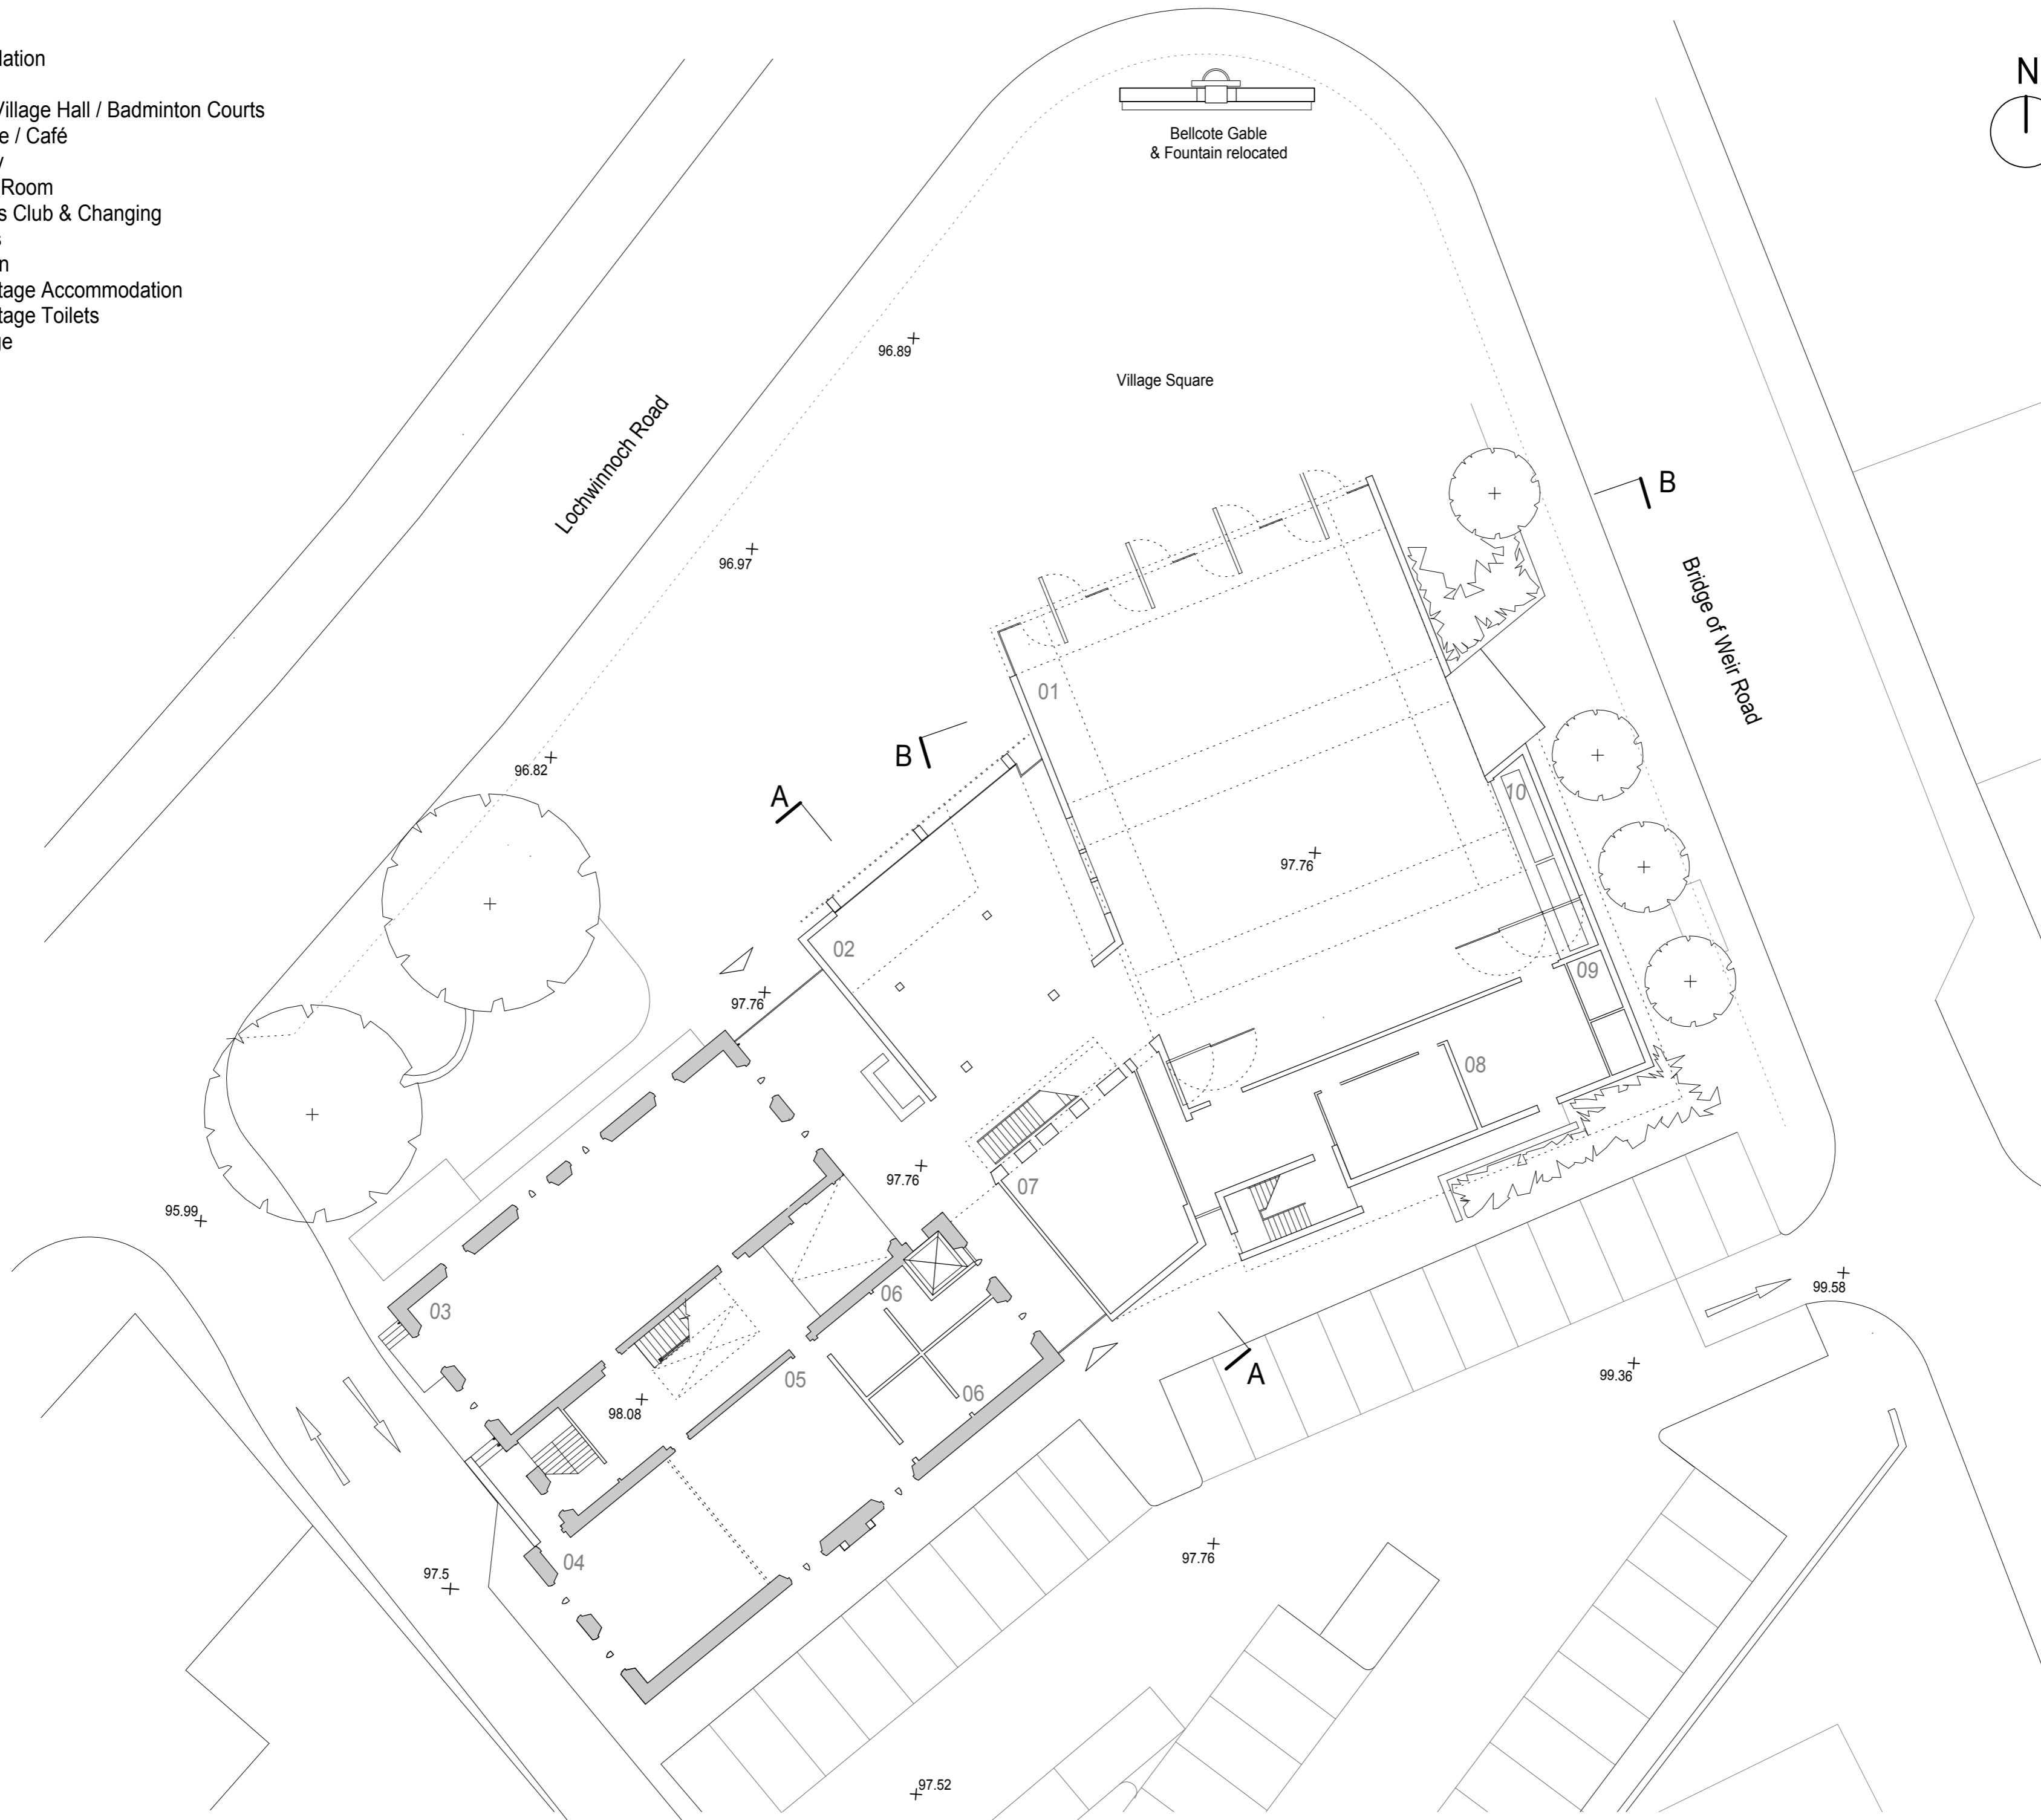 lation
Village Hall / Badminton Courts
e / Café
y
Room
s Club & Changing
s
n
tage Accommodation
tage Toilets
ge
N
Bellcote Gable
& Fountain relocated
96.89
Village Square
Lochwinnoch Road
B
96.97
Bridge of Weir Road
01
B
96.82
A
10
97.76
02
09
97.76
08
97.76
07
95.99
99.58
06
03
99.36
05
A
06
98.08
04
97.76
97.5
97.52